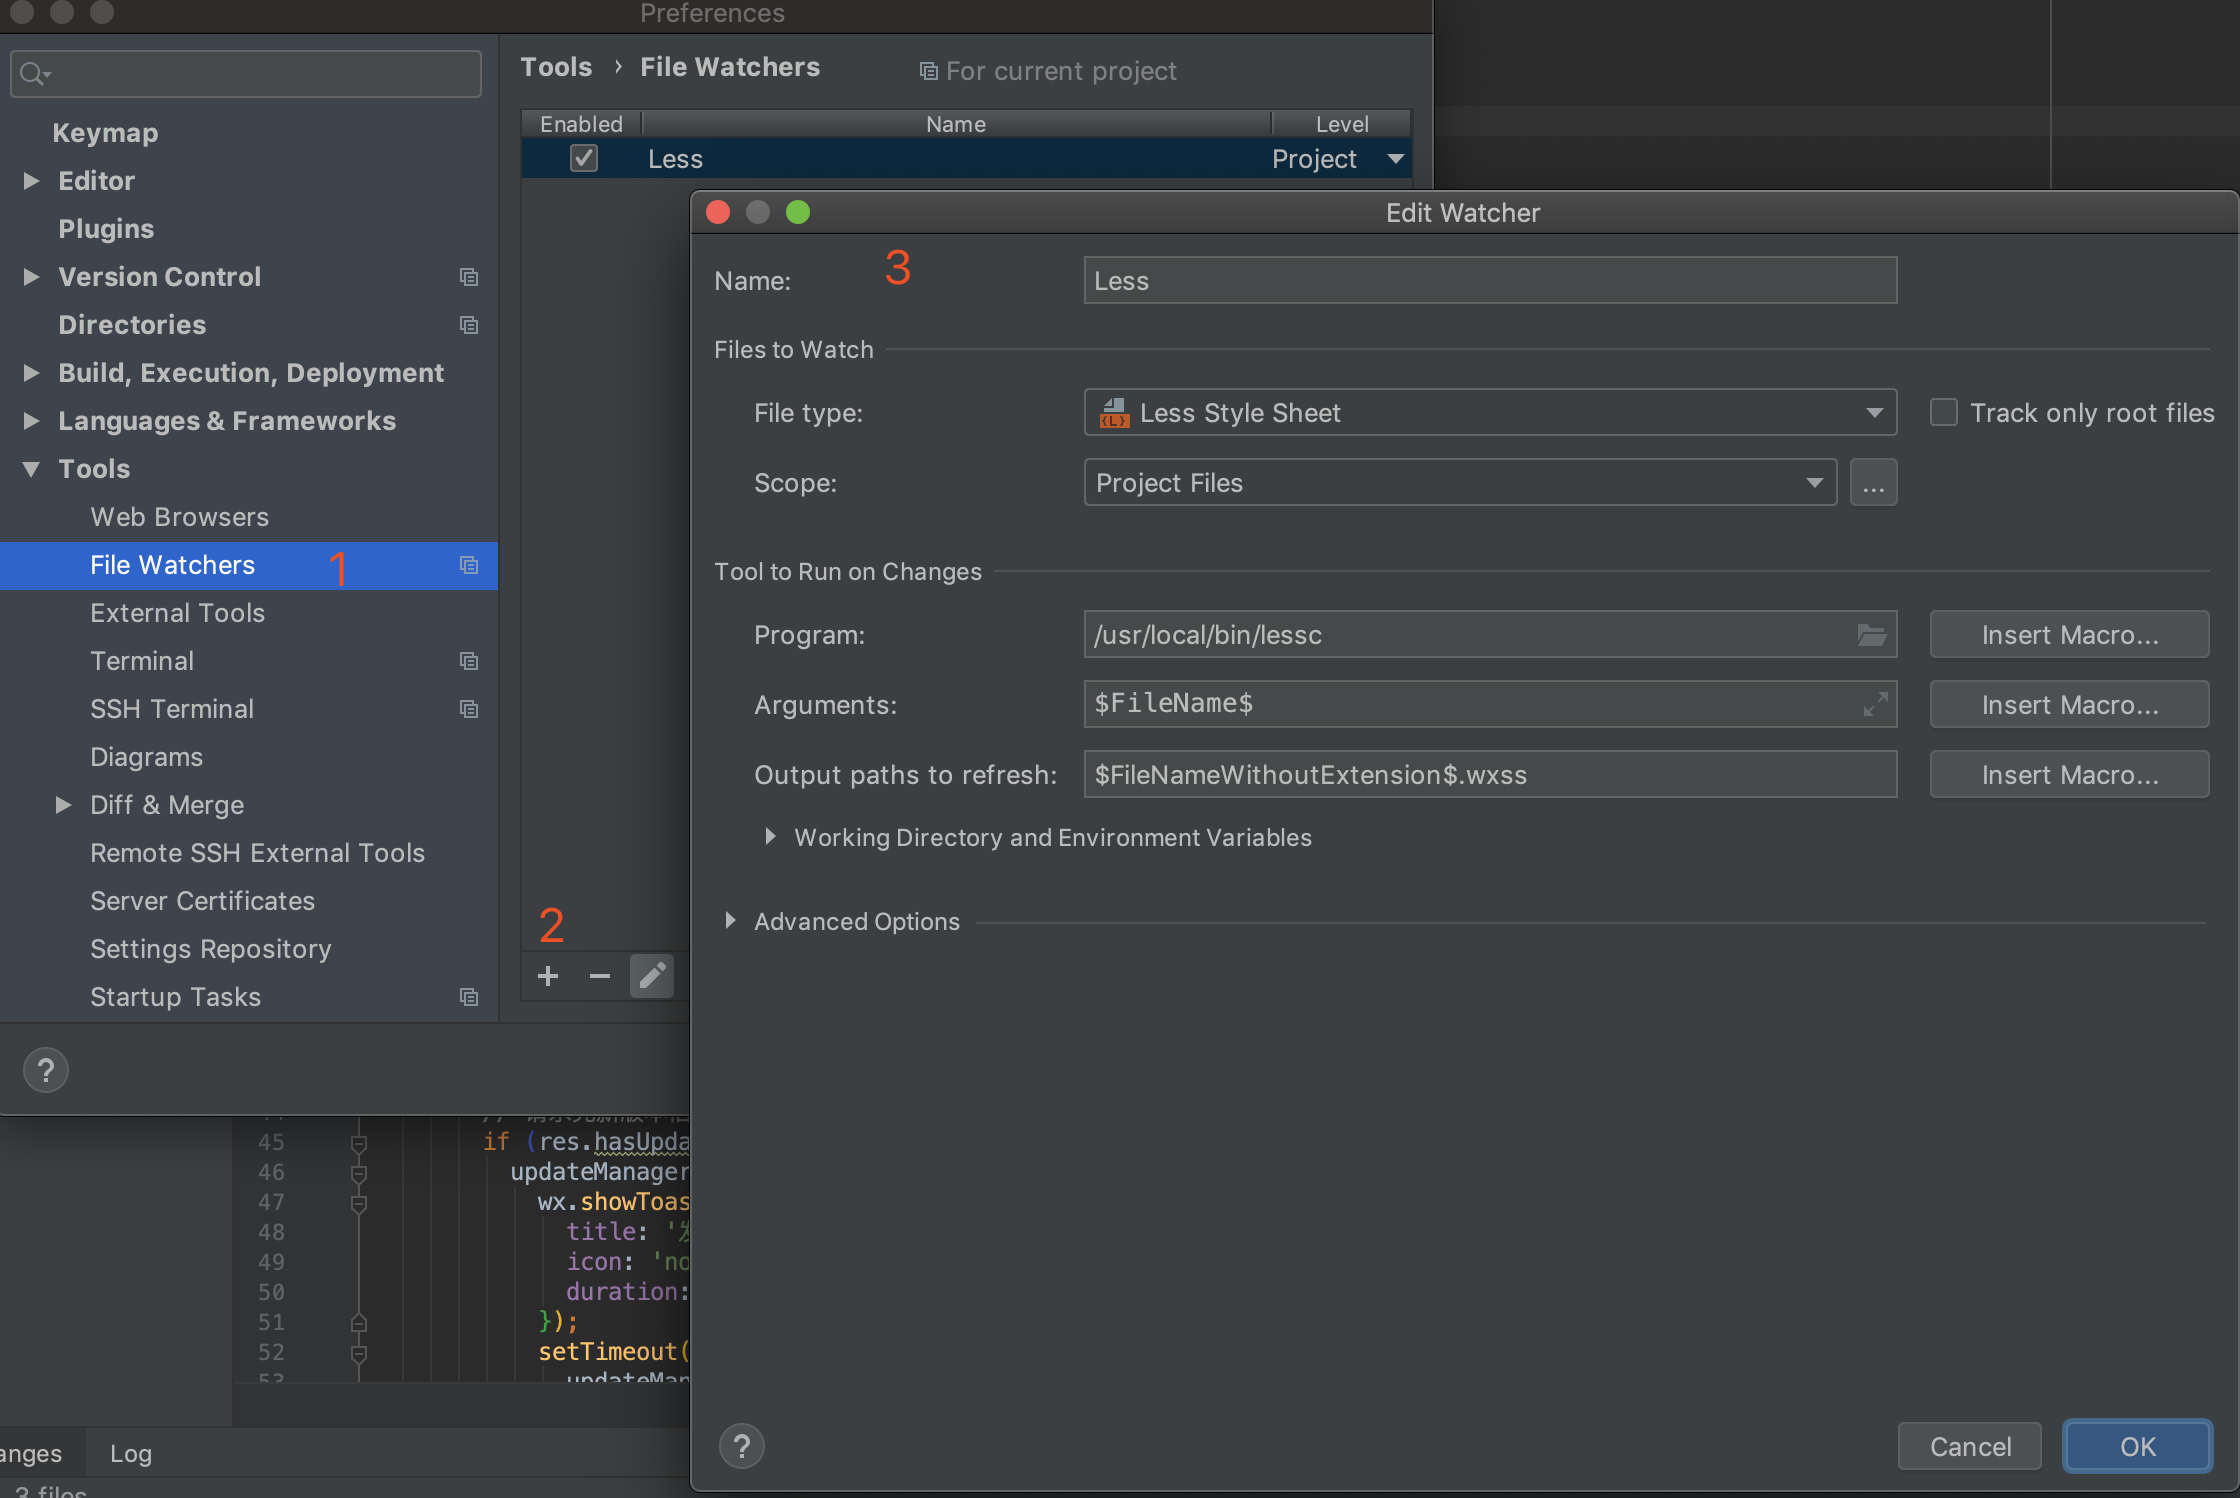 Preferences
Tools › File Watchers
For current project
Enabled Name Level
Less Project
Keymap
Editor
Plugins
Version Control
Directories
Build, Execution, Deployment
Languages & Frameworks
Tools
Web Browsers
File Watchers 1
External Tools
Terminal
SSH Terminal
Diagrams
Diff & Merge
Remote SSH External Tools
Server Certificates
Settings Repository
Startup Tasks
2
?
Edit Watcher
3
Name: Less
Files to Watch
File type: {L} Less Style Sheet Track only root files
Scope: Project Files ...
Tool to Run on Changes
Program: /usr/local/bin/lessc Insert Macro...
Arguments: $FileName$ Insert Macro...
Output paths to refresh: $FileNameWithoutExtension$.wxss Insert Macro...
Working Directory and Environment Variables
Advanced Options
? Cancel OK
45 if (res.hasUpda
46 updateManager
47 wx.showToas
48 title: '
49 icon: 'no
50 duration:
51 });
52 setTimeout(
53 updateMan
anges Log
3 files